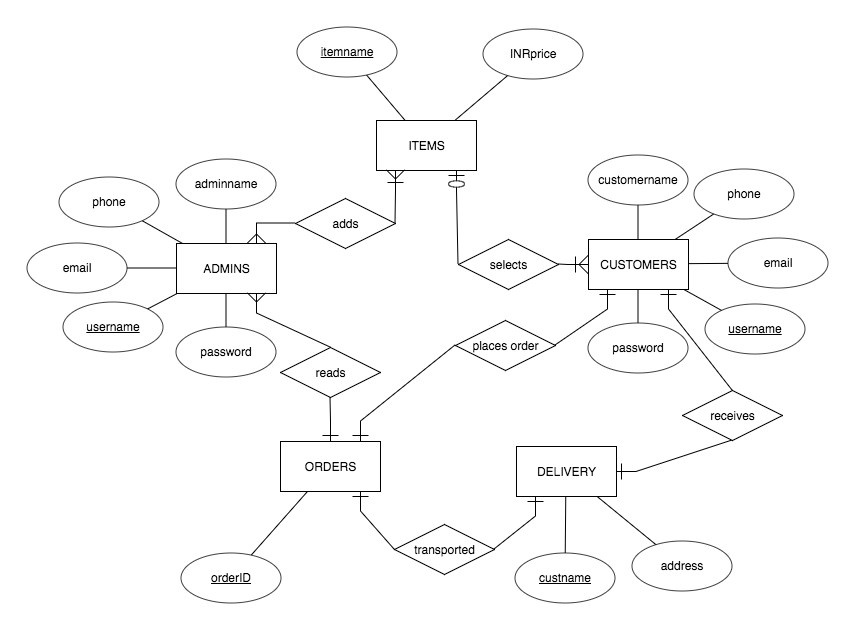 itemname
INRprice
ITEMS
adminname
customername
phone
phone
adds
email
ADMINS
selects
CUSTOMERS
email
username
username
password
places order
password
reads
receives
ORDERS
DELIVERY
transported
orderID
custname
address